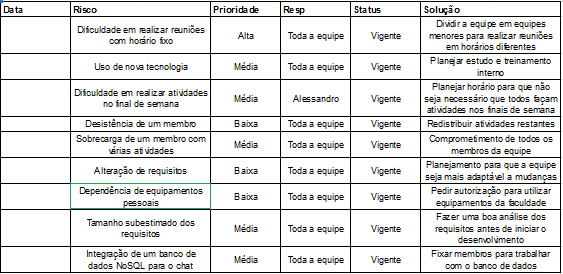 Data Risco Prioridade Resp Status Solução
Dificuldade em realizar reuniões
com horário fixo
Alta Toda a equipe Vigente
Dividir a equipe em equipes
menores para realizar reuniões
em horários diferentes
Uso de nova tecnologia Média Toda a equipe Vigente
Planejar estudo e treinamento
interno
Dificuldade em realizar atividades
no final de semana
Média Alessandro Vigente
Planejar horário para que não
seja necessário que todos façam
atividades nos finais de semana
Desistência de um membro Baixa Toda a equipe Vigente Redistribuir atividades restantes
Sobrecarga de um membro com
várias atividades
Média Toda a equipe Vigente
Comprometimento de todos os
membros da equipe
Alteração de requisitos Baixa Toda a equipe Vigente
Planejamento para que a equipe
seja mais adaptável a mudanças
Dependência de equipamentos
pessoais
Baixa Toda a equipe Vigente
Pedir autorização para utilizar
equipamentos da faculdade
Tamanho subestimado dos
requisitos
Média Toda a equipe Vigente
Fazer uma boa análise dos
requisitos antes de iniciar o
desenvolvimento
Integração de um banco de
dados NoSQL para o chat
Média Toda a equipe Vigente
Fixar membros para trabalhar
com o banco de dados